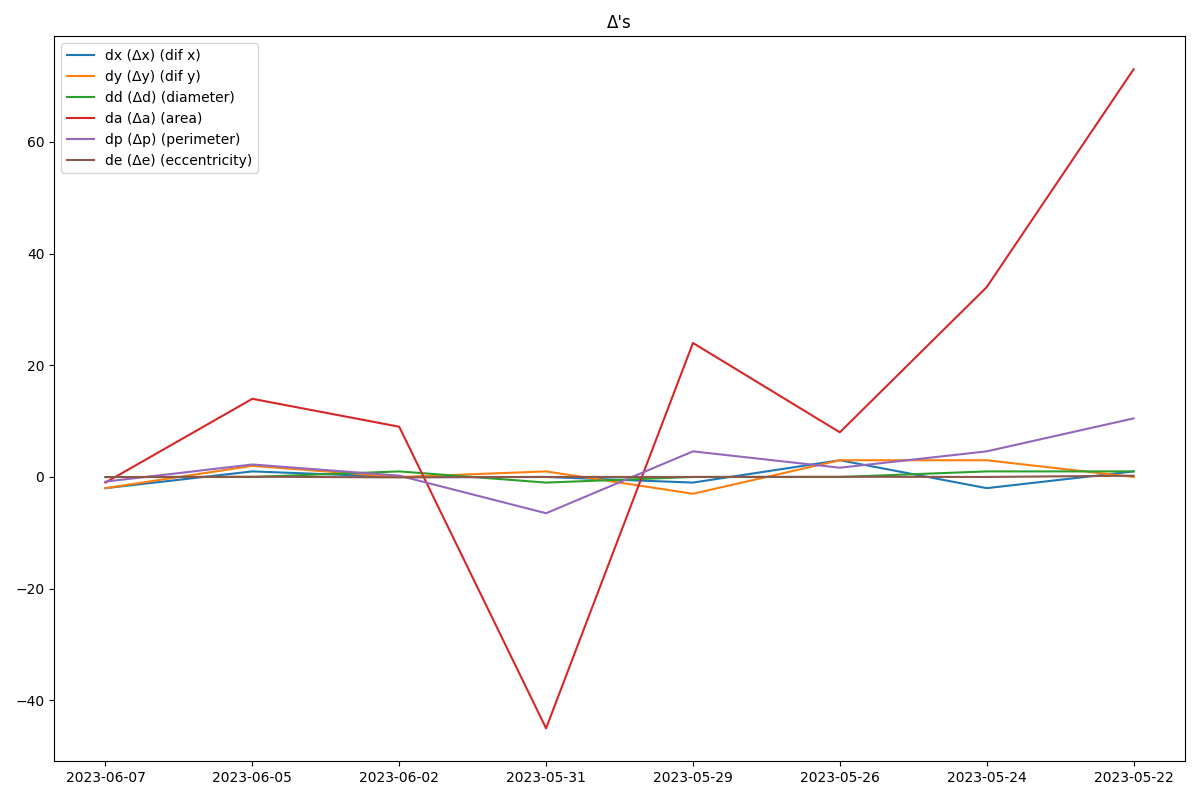 Δ's
dx (Δx) (dif x)
dy (Δy) (dif y)
dd (Δd) (diameter)
da (Δa) (area)
dp (Δp) (perimeter)
de (Δe) (eccentricity)
60
40
20
0
−20
−40
2023-06-07 2023-06-05 2023-06-02 2023-05-31 2023-05-29 2023-05-26 2023-05-24 2023-05-22